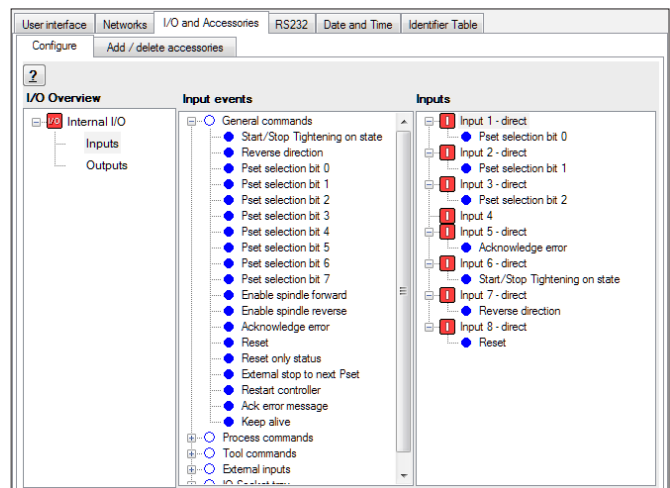 User interface Networks I/O and Accessories RS232 Date and Time Identifier Table
Configure Add / delete accessories
?
I/O Overview
I/O Internal I/O
Inputs
Outputs
Input events
General commands
Start/Stop Tightening on state
Reverse direction
Pset selection bit 0
Pset selection bit 1
Pset selection bit 2
Pset selection bit 3
Pset selection bit 4
Pset selection bit 5
Pset selection bit 6
Pset selection bit 7
Enable spindle forward
Enable spindle reverse
Acknowledge error
Reset
Reset only status
External stop to next Pset
Restart controller
Ack error message
Keep alive
Process commands
Tool commands
External inputs
IO Socket tray
Inputs
I Input 1 - direct
Pset selection bit 0
I Input 2 - direct
Pset selection bit 1
I Input 3 - direct
Pset selection bit 2
I Input 4
I Input 5 - direct
Acknowledge error
I Input 6 - direct
Start/Stop Tightening on state
I Input 7 - direct
Reverse direction
I Input 8 - direct
Reset